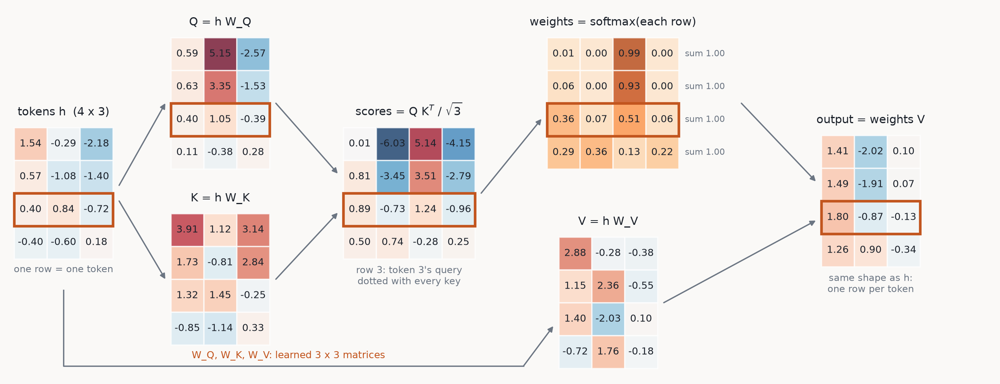 tokens h (4 x 3)
1.54 -0.29 -2.18
0.57 -1.08 -1.40
0.40 0.84 -0.72
-0.40 -0.60 0.18
one row = one token
Q = h W_Q
0.59 5.15 -2.57
0.63 3.35 -1.53
0.40 1.05 -0.39
0.11 -0.38 0.28
K = h W_K
3.91 1.12 3.14
1.73 -0.81 2.84
1.32 1.45 -0.25
-0.85 -1.14 0.33
W_Q, W_K, W_V: learned 3 x 3 matrices
scores = Q K^T / √3
0.01 -6.03 5.14 -4.15
0.81 -3.45 3.51 -2.79
0.89 -0.73 1.24 -0.96
0.50 0.74 -0.28 0.25
row 3: token 3's query
dotted with every key
weights = softmax(each row)
0.01 0.00 0.99 0.00 sum 1.00
0.06 0.00 0.93 0.00 sum 1.00
0.36 0.07 0.51 0.06 sum 1.00
0.29 0.36 0.13 0.22 sum 1.00
V = h W_V
2.88 -0.28 -0.38
1.15 2.36 -0.55
1.40 -2.03 0.10
-0.72 1.76 -0.18
output = weights V
1.41 -2.02 0.10
1.49 -1.91 0.07
1.80 -0.87 -0.13
1.26 0.90 -0.34
same shape as h:
one row per token